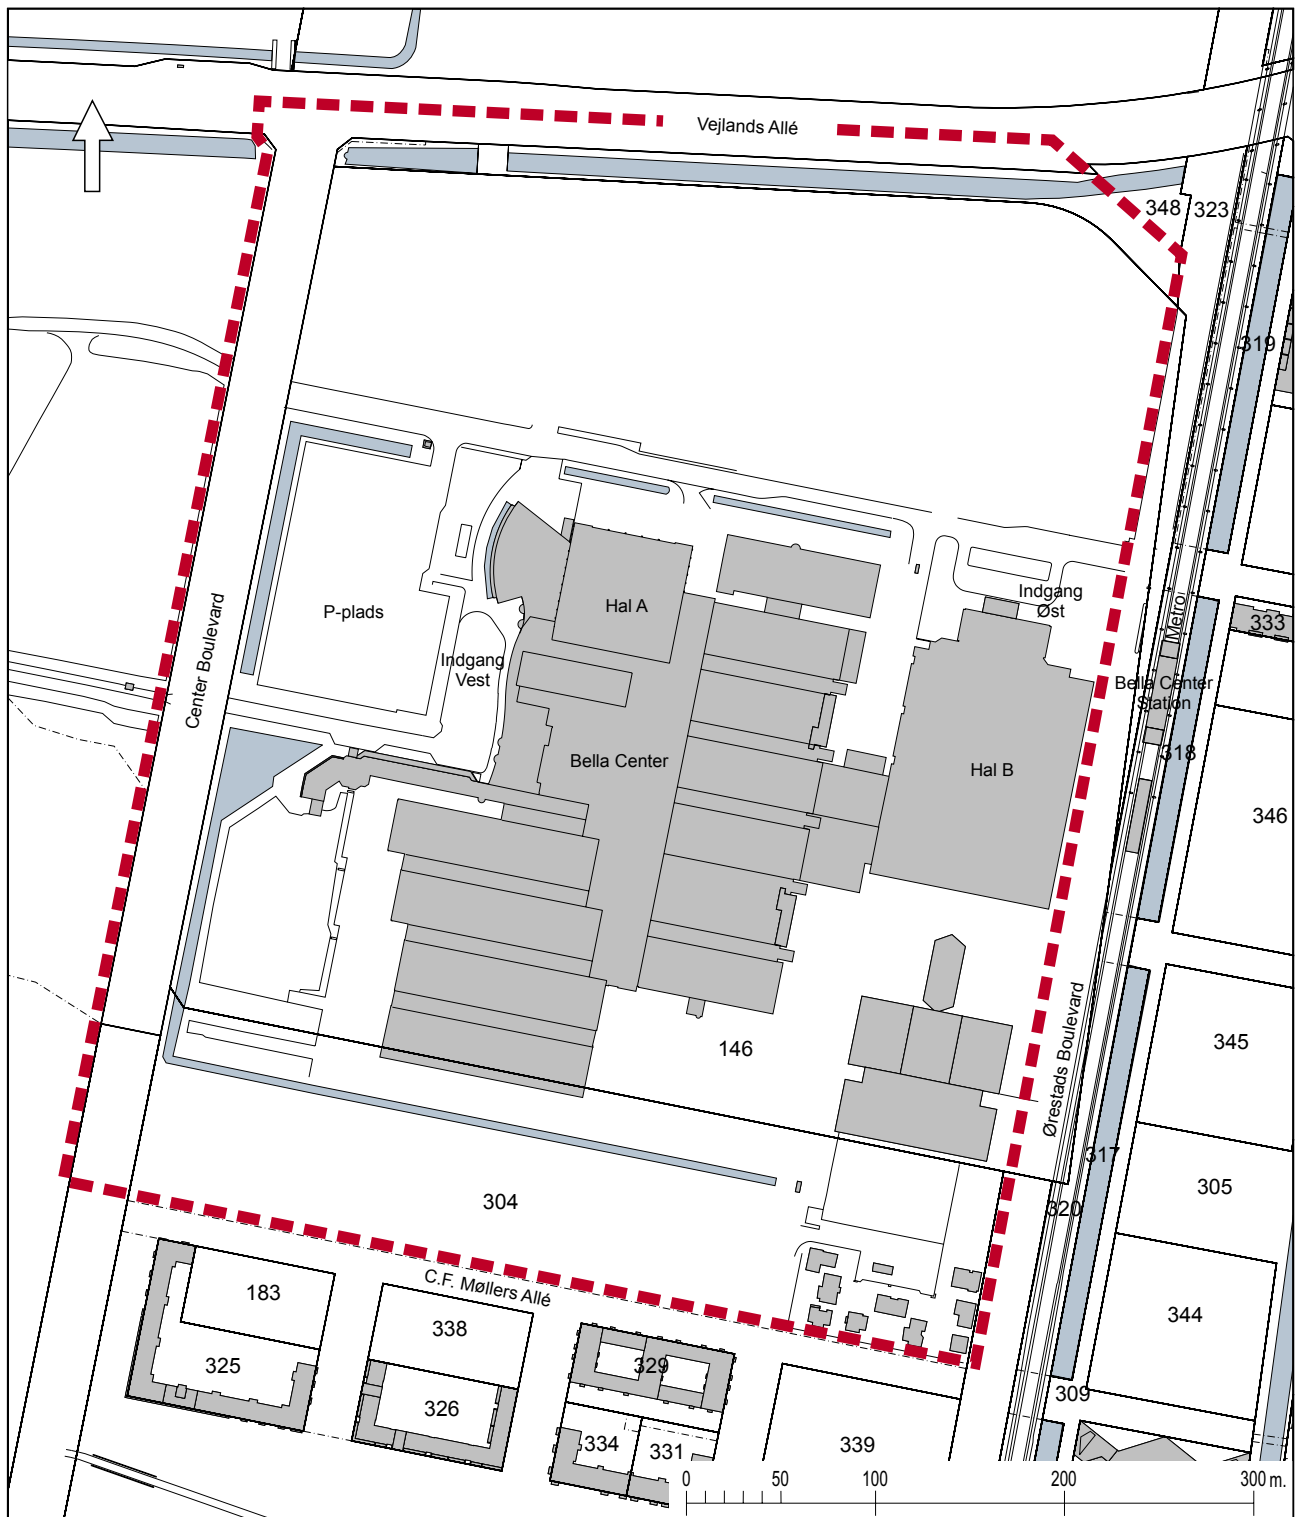 Vejlands Allé
348
323
319
Hal A
Indgang
Øst
P-plads
Metro
333
Indgang
Vest
Center Boulevard
Bella Center
Station
318
Bella Center
Hal B
346
146
Ørestads Boulevard
345
317
305
304
320
C.F. Møllers Allé
183
338
344
325
329
326
309
334
331
339
0
50
100
200
300 m.